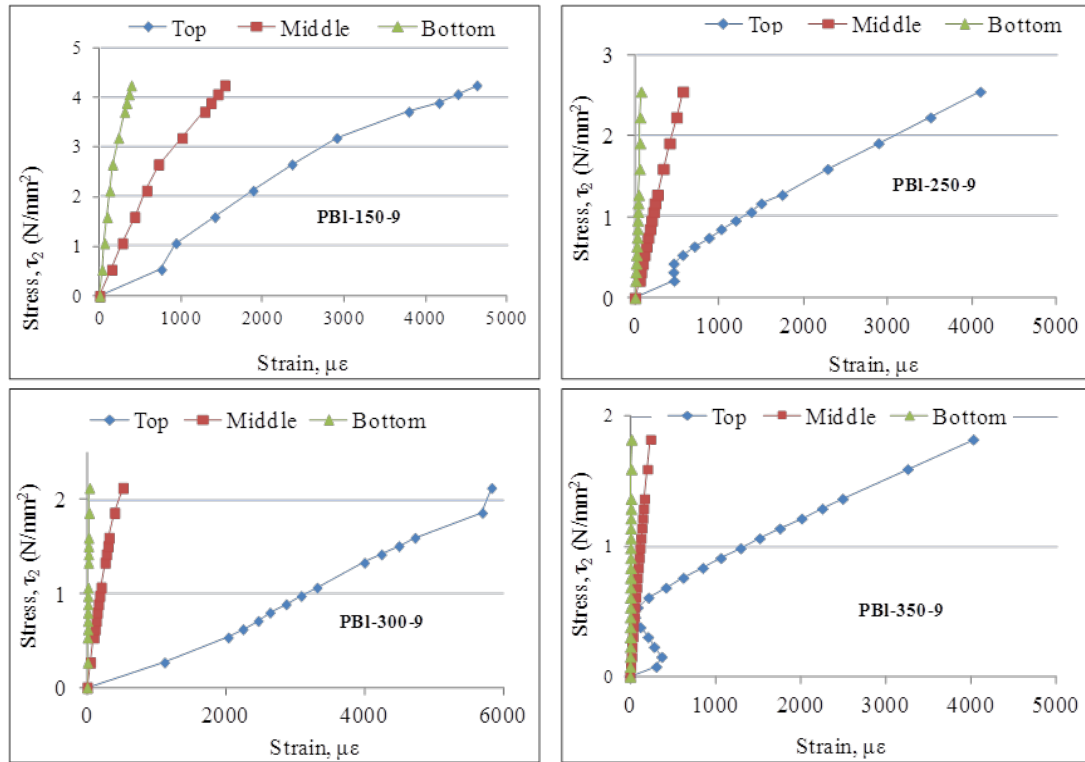 Top Middle Bottom
5
4
3
2
1
0
0 1000 2000 3000 4000 5000
Stress, τ2 (N/mm²)
Strain, µε
PBl-150-9
Top Middle Bottom
3
2
1
0
0 1000 2000 3000 4000 5000
Stress, τ2 (N/mm²)
Strain, µε
PBl-250-9
Top Middle Bottom
2
1
0
0 2000 4000 6000
Stress, τ2 (N/mm²)
Strain, µε
PBl-300-9
Top Middle Bottom
2
1
0
0 1000 2000 3000 4000 5000
Stress, τ2 (N/mm²)
Strain, µε
PBl-350-9